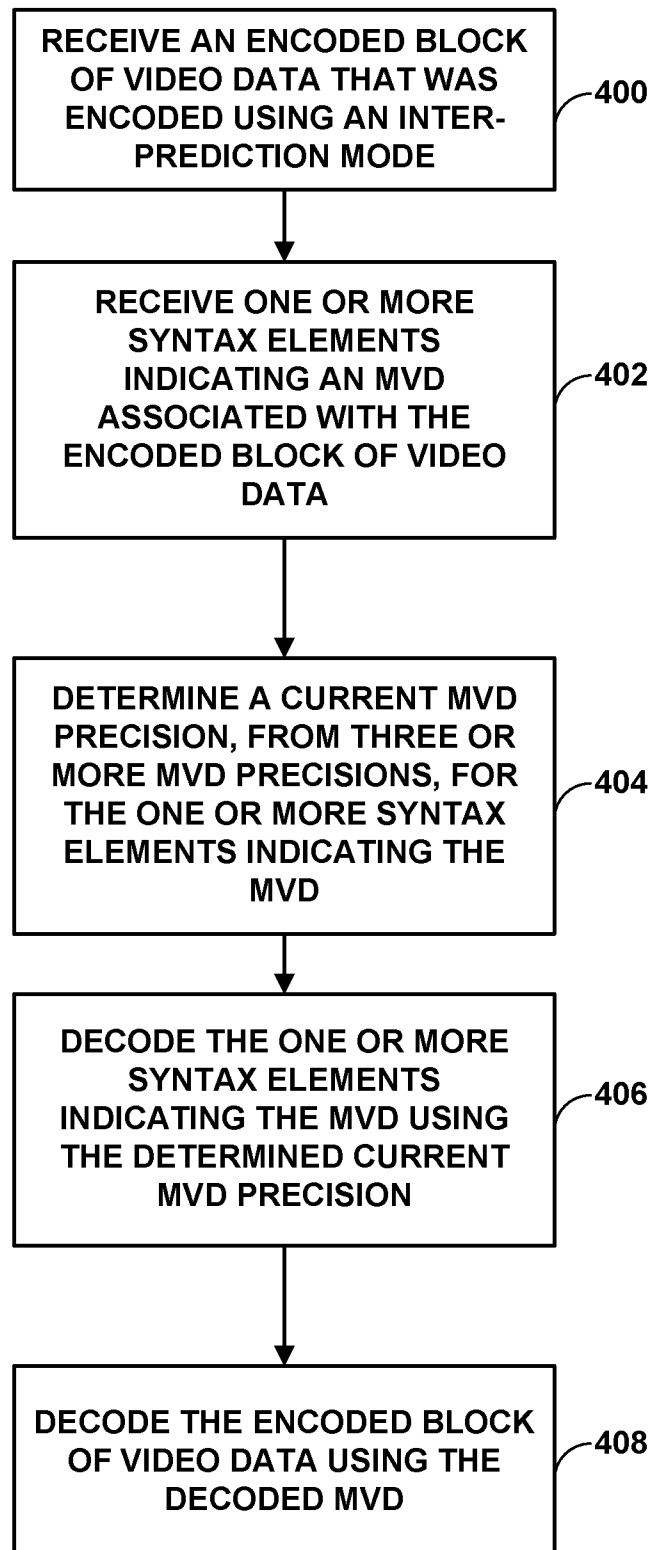 RECEIVE AN ENCODED BLOCK
OF VIDEO DATA THAT WAS
ENCODED USING AN INTER-
PREDICTION MODE
400
RECEIVE ONE OR MORE
SYNTAX ELEMENTS
INDICATING AN MVD
ASSOCIATED WITH THE
ENCODED BLOCK OF VIDEO
DATA
402
DETERMINE A CURRENT MVD
PRECISION, FROM THREE OR
MORE MVD PRECISIONS, FOR
THE ONE OR MORE SYNTAX
ELEMENTS INDICATING THE
MVD
404
DECODE THE ONE OR MORE
SYNTAX ELEMENTS
INDICATING THE MVD USING
THE DETERMINED CURRENT
MVD PRECISION
406
DECODE THE ENCODED BLOCK
OF VIDEO DATA USING THE
DECODED MVD
408